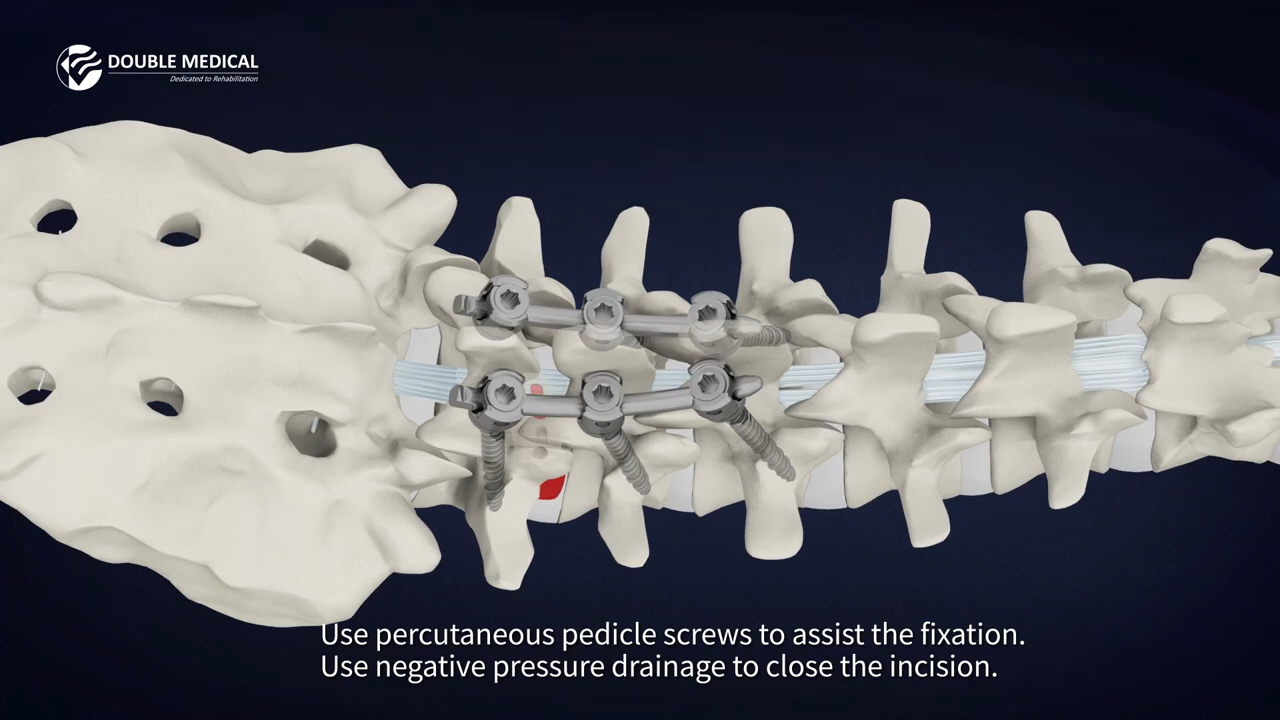 DOUBLE MEDICAL
Dedicated to Rehabilitation
Use percutaneous pedicle screws to assist the fixation.
Use negative pressure drainage to close the incision.